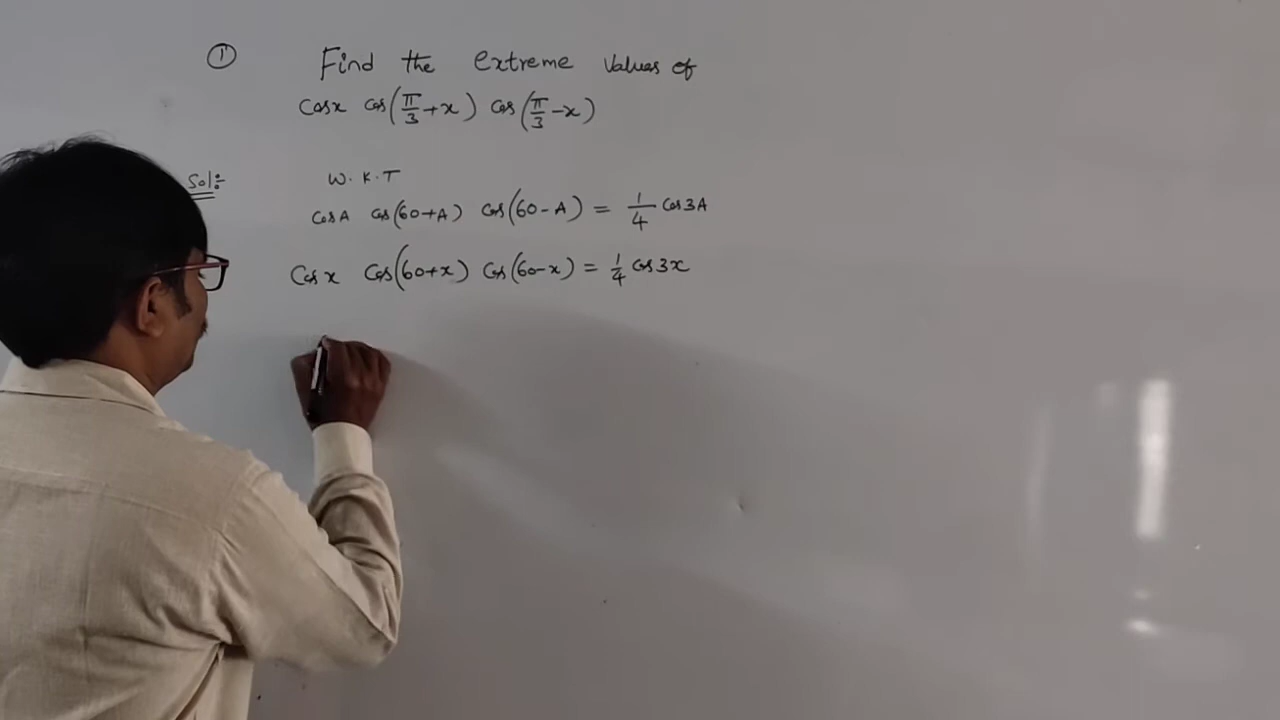 ① Find the extreme values of
cosx cos(π/3+x) cos(π/3-x)
Sol:-
W.K.T
cosA cos(60+A) cos(60-A) = 1/4 cos3A
Cosx cos(60+x) cos(60-x) = 1/4 cos3x